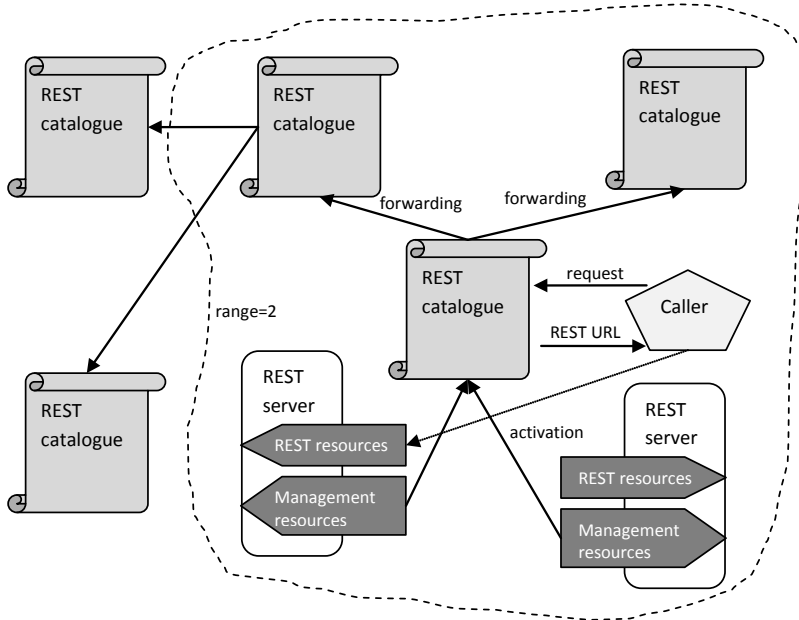 REST
catalogue
REST
catalogue
REST
catalogue
forwarding
forwarding
REST
catalogue
request
Caller
REST URL
range=2
REST
catalogue
REST
server
REST resources
Management
resources
activation
REST
server
REST resources
Management
resources